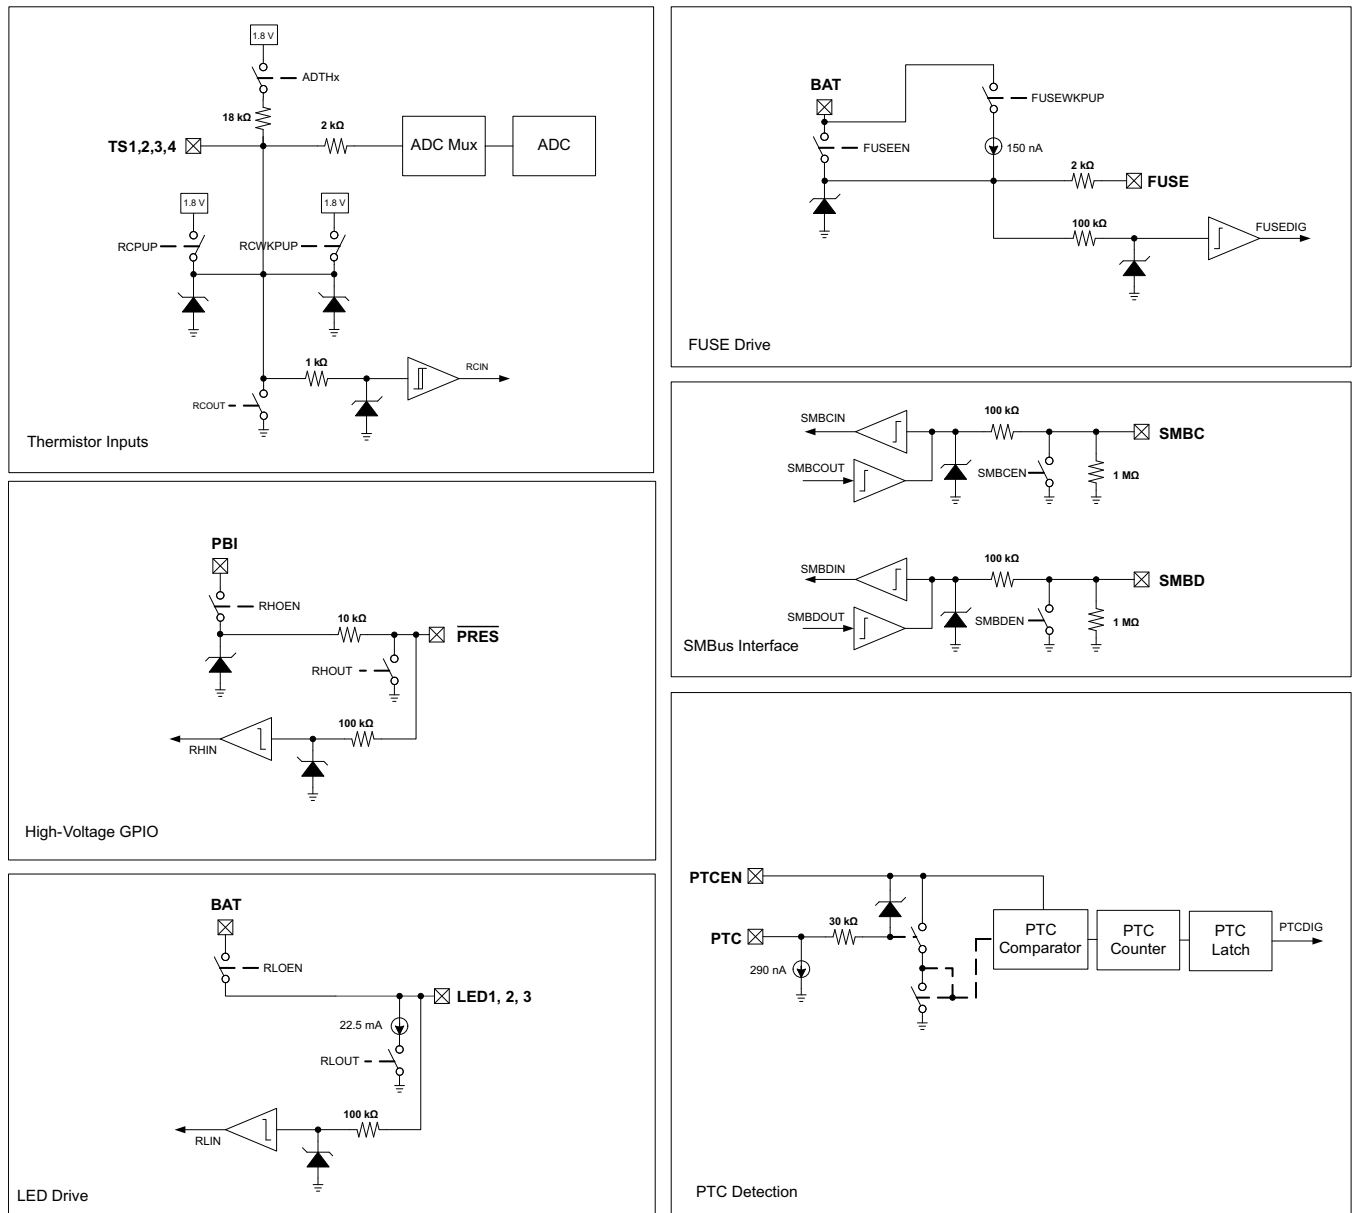 1.8 V
ADTHx
18 kΩ
2 kΩ
TS1,2,3,4
ADC Mux
ADC
1.8 V
1.8 V
RCPUP
RCWKPUP
1 kΩ
RCIN
RCOUT
Thermistor Inputs
BAT
FUSEWKPUP
FUSEEN
150 nA
2 kΩ
FUSE
100 kΩ
FUSEDIG
FUSE Drive
SMBCIN
100 kΩ
SMBC
SMBCOUT
SMBCEN
1 MΩ
SMBDIN
100 kΩ
SMBD
SMBDOUT
SMBDEN
1 MΩ
SMBus Interface
PBI
RHOEN
10 kΩ
PRES
RHOUT
100 kΩ
RHIN
High-Voltage GPIO
BAT
RLOEN
LED1, 2, 3
22.5 mA
RLOUT
100 kΩ
RLIN
LED Drive
PTCEN
30 kΩ
PTC
290 nA
PTC
Comparator
PTC
Counter
PTC
Latch
PTCDIG
PTC Detection